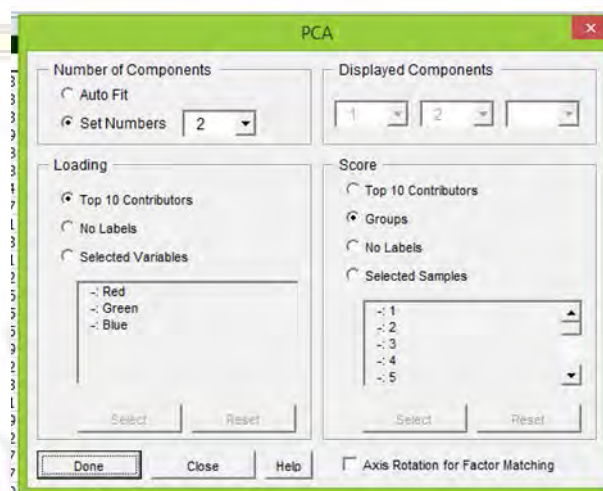 PCA
Number of Components
Auto Fit
Set Numbers 2
Displayed Components
1 2
Loading
Top 10 Contributors
No Labels
Selected Variables
-: Red
-: Green
-: Blue
Select Reset
Score
Top 10 Contributors
Groups
No Labels
Selected Samples
-: 1
-: 2
-: 3
-: 4
-: 5
Select Reset
Done Close Help
Axis Rotation for Factor Matching